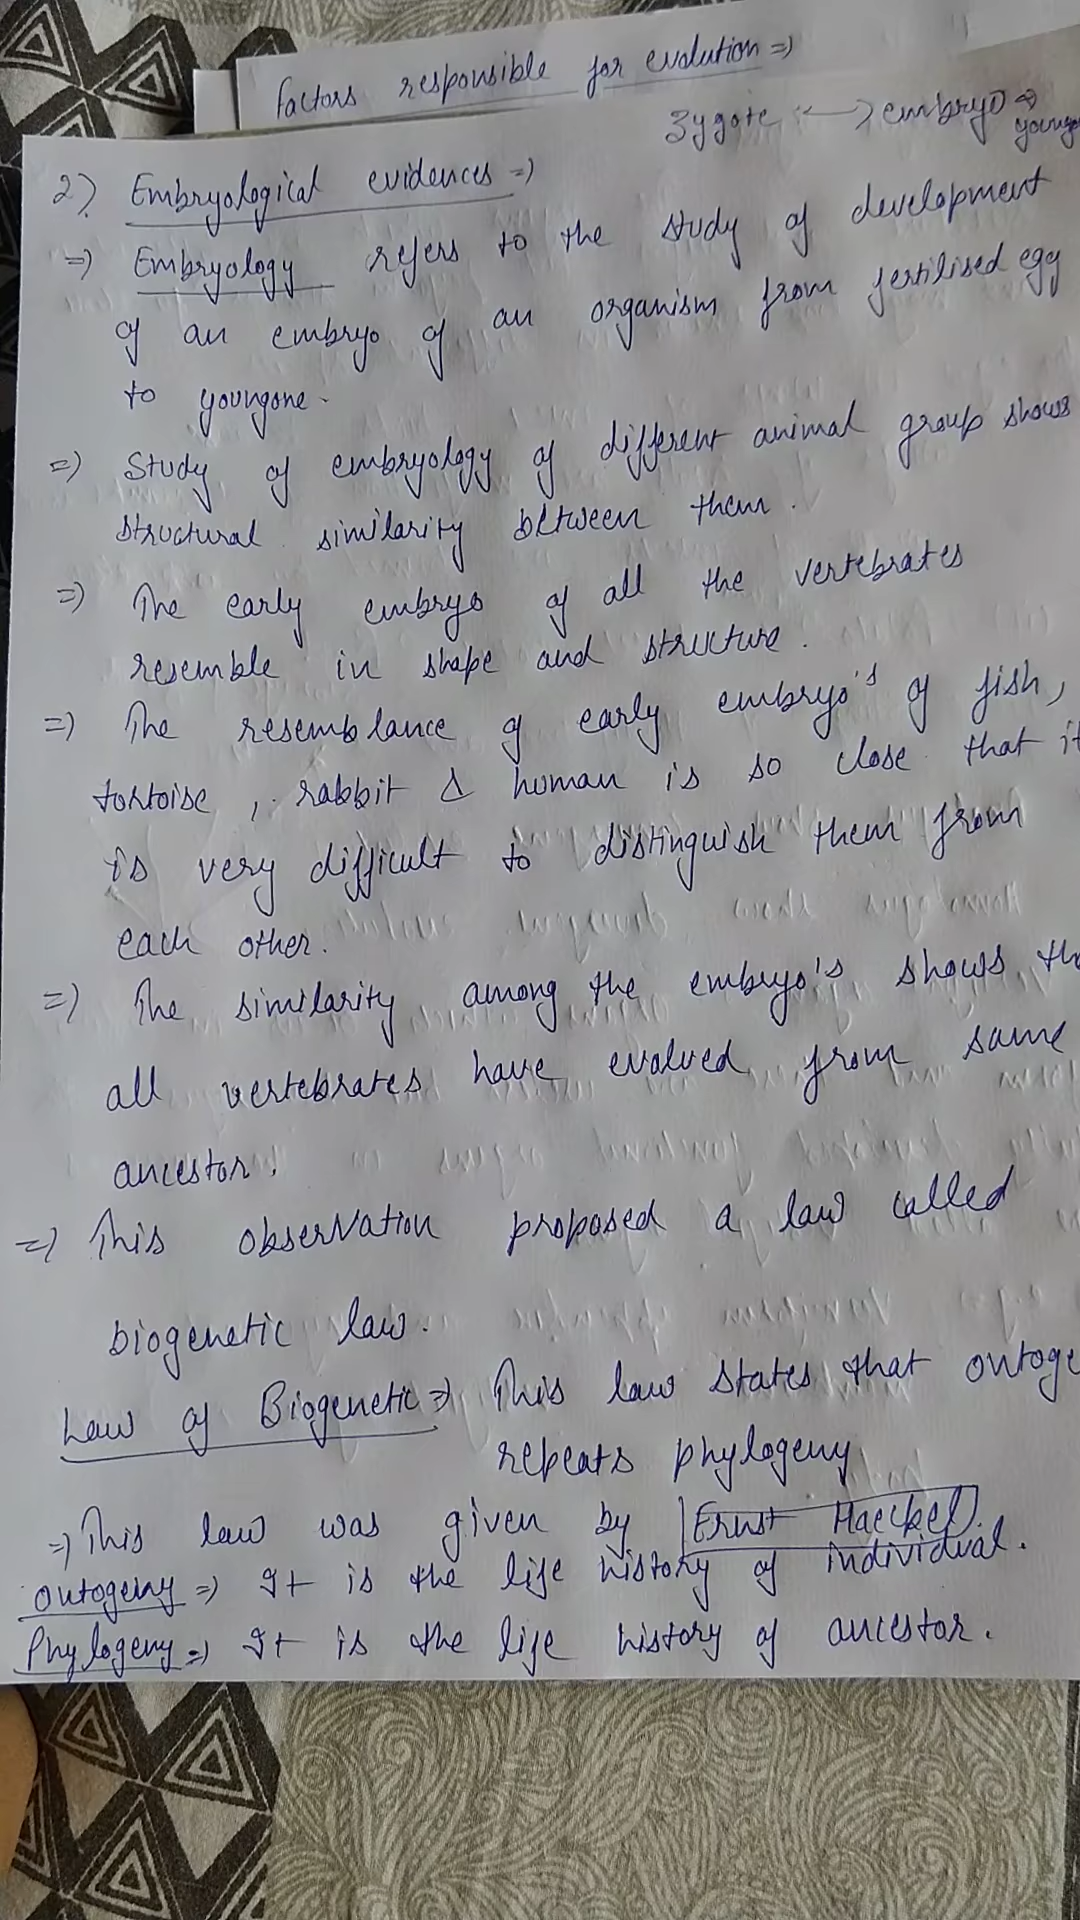 factors responsible for evolution =>
Zygote <--> embryo =>
2). Embryological evidences =>
=> Embryology refers to the study of development
of an embryo of an organism from fertilised egg
to youngone.
=> Study of embryology of different animal group shows
structural similarity between them.
=> The early embryo of all the vertebrates
resemble in shape and structure.
=> The resemblance of early embryo's of fish,
tortoise, rabbit & human is so close that it
is very difficult to distinguish them from
each other.
=> The similarity among the embryo's shows
all vertebrates have evolved from same
ancestor.
=> This observation proposed a law called
biogenetic law.
Law of Biogenetic => This law states that ontoge
repeats phylogeny
=> This law was given by Ernst Haeckel.
ontogeny => It is the life history of individual.
Phylogeny => It is the life history of ancestor.